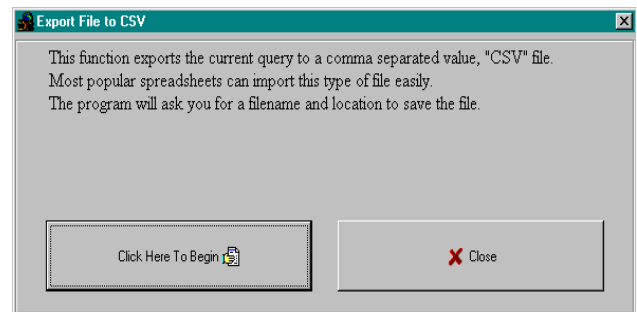 Export File to CSV
This function exports the current query to a comma separated value, "CSV" file.
Most popular spreadsheets can import this type of file easily.
The program will ask you for a filename and location to save the file.
Click Here To Begin
Close